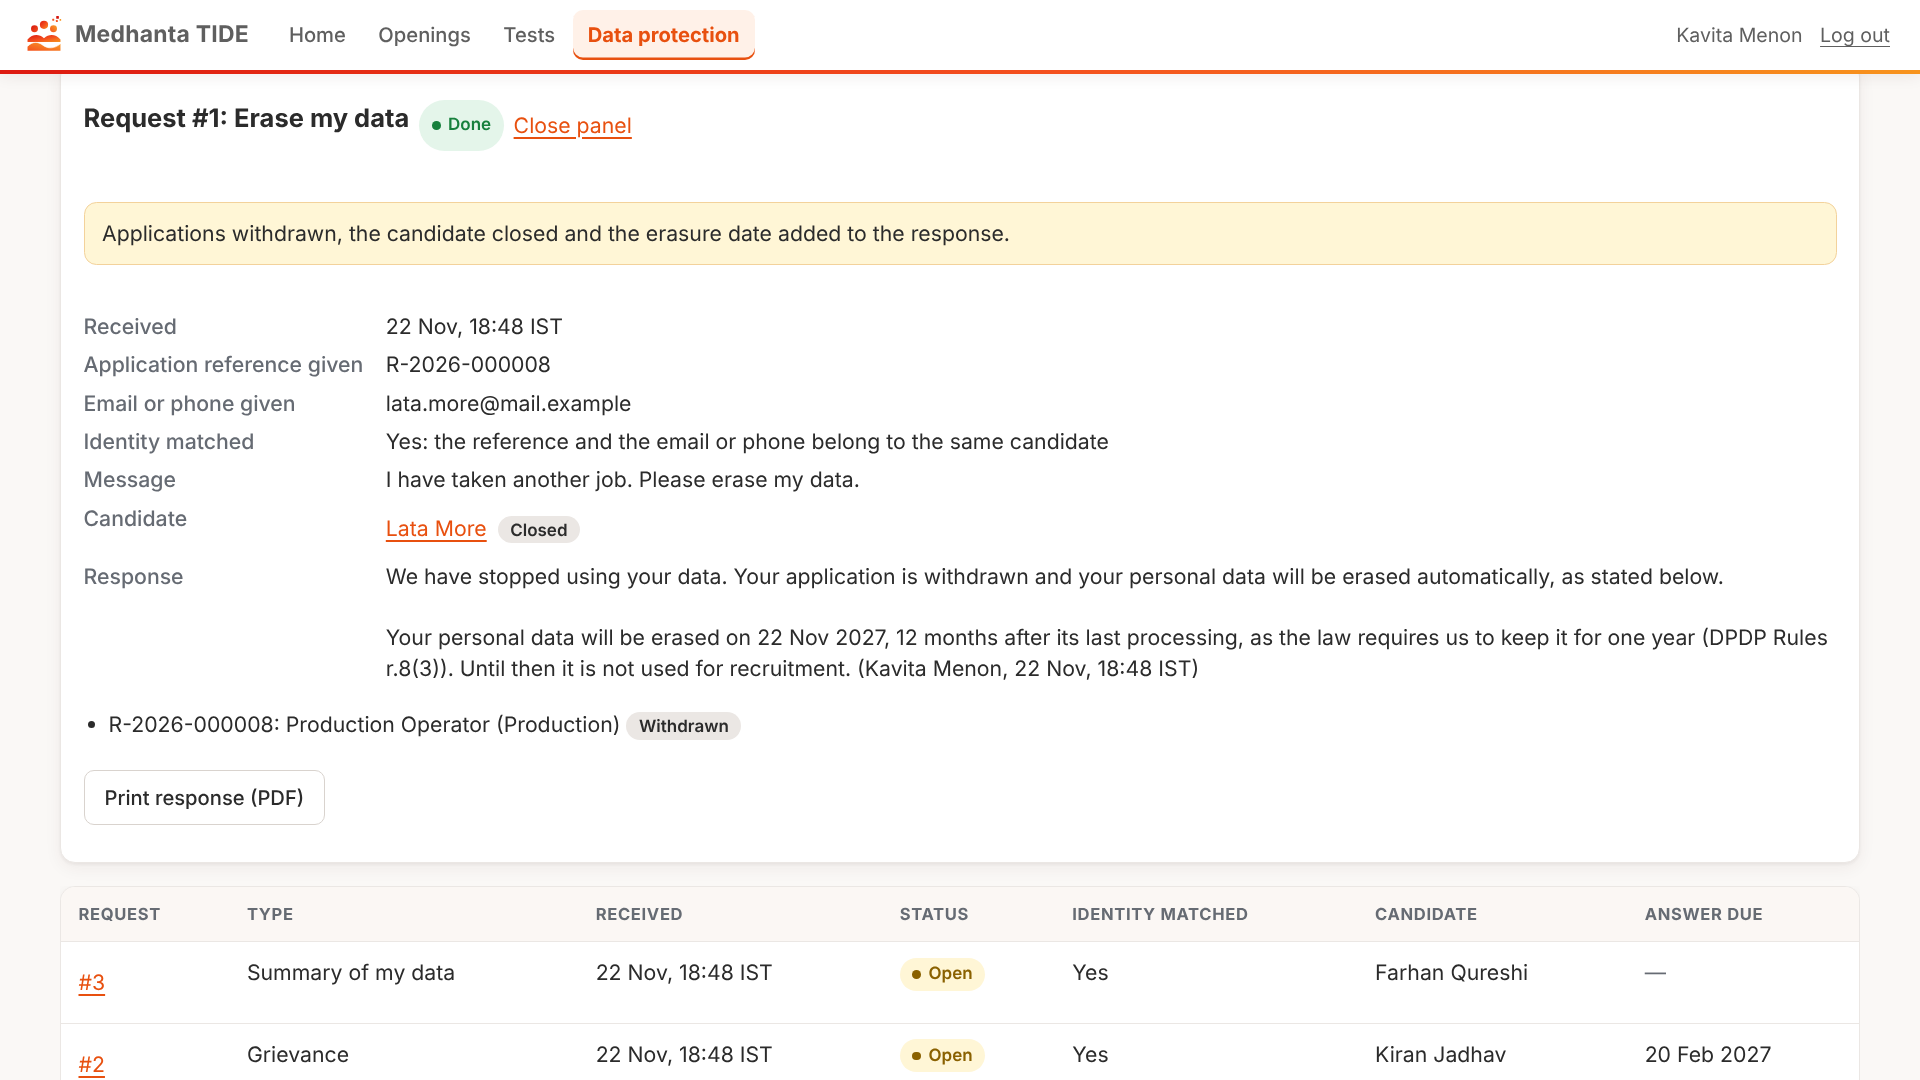 Medhanta TIDE Home Openings Tests Data protection Kavita Menon Log out
Request #1: Erase my data Done Close panel
Applications withdrawn, the candidate closed and the erasure date added to the response.
Received 22 Nov, 18:48 IST
Application reference given R-2026-000008
Email or phone given lata.more@mail.example
Identity matched Yes: the reference and the email or phone belong to the same candidate
Message I have taken another job. Please erase my data.
Candidate Lata More Closed
Response We have stopped using your data. Your application is withdrawn and your personal data will be erased automatically, as stated below.
Your personal data will be erased on 22 Nov 2027, 12 months after its last processing, as the law requires us to keep it for one year (DPDP Rules
r.8(3)). Until then it is not used for recruitment. (Kavita Menon, 22 Nov, 18:48 IST)
• R-2026-000008: Production Operator (Production) Withdrawn
Print response (PDF)
REQUEST TYPE RECEIVED STATUS IDENTITY MATCHED CANDIDATE ANSWER DUE
#3 Summary of my data 22 Nov, 18:48 IST Open Yes Farhan Qureshi —
#2 Grievance 22 Nov, 18:48 IST Open Yes Kiran Jadhav 20 Feb 2027